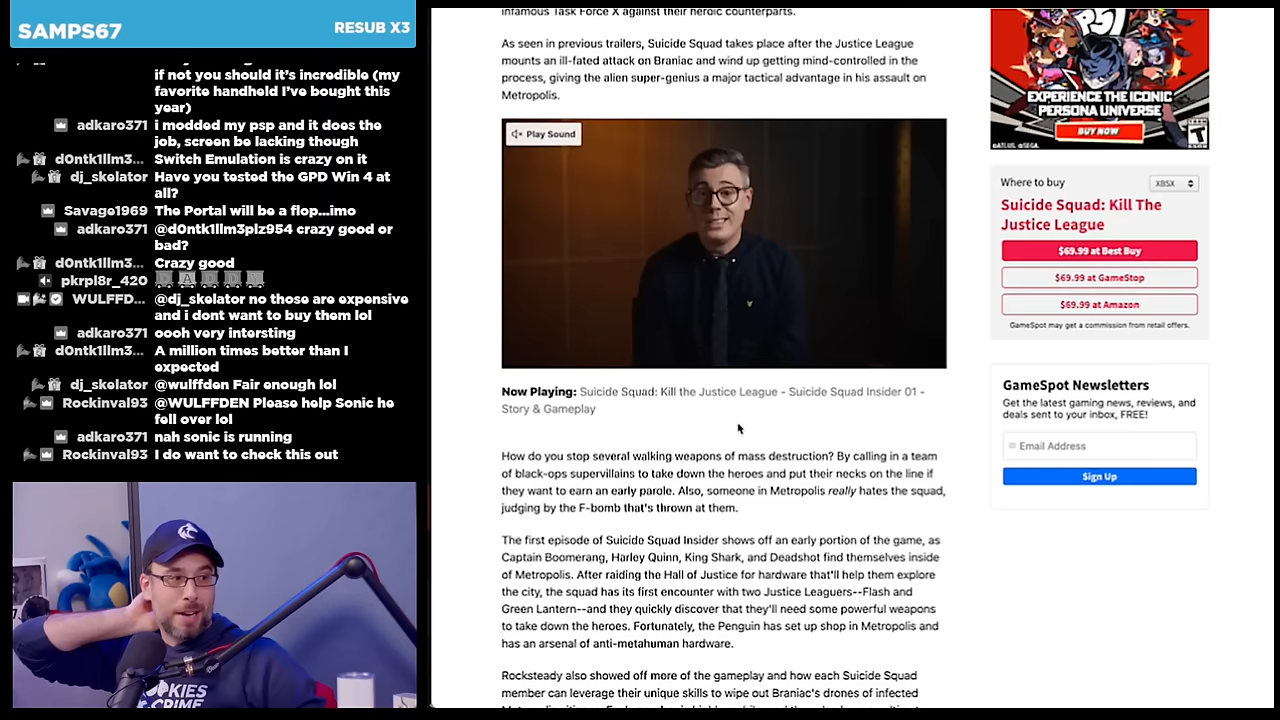 SAMPS67
RESUB X3
if not you should it's incredible (my
favorite handheld I've bought this
year)
adkaro371 i modded my psp and it does the
job, screen be lacking though
d0ntk1llm3... Switch Emulation is crazy on it
dj_skelator Have you tested the GPD Win 4 at
all?
Savage1969 The Portal will be a flop...imo
adkaro371 @d0ntk1llm3plz954 crazy good or
bad?
d0ntk1llm3... Crazy good
pkrpl8r_420
WULFFD... @dj_skelator no those are expensive
and i dont want to buy them lol
adkaro371 oooh very intersting
d0ntk1llm3... A million times better than I
expected
dj_skelator @wulffden Fair enough lol
Rockinval93 @WULFFDEN Please help Sonic he
fell over lol
adkaro371 nah sonic is running
Rockinval93 I do want to check this out
infamous Task Force X against their heroic counterparts.
As seen in previous trailers, Suicide Squad takes place after the Justice League
mounts an ill-fated attack on Braniac and wind up getting mind-controlled in the
process, giving the alien super-genius a major tactical advantage in his assault on
Metropolis.
Play Sound
Now Playing: Suicide Squad: Kill the Justice League - Suicide Squad Insider 01 -
Story & Gameplay
How do you stop several walking weapons of mass destruction? By calling in a team
of black-ops supervillains to take down the heroes and put their necks on the line if
they want to earn an early parole. Also, someone in Metropolis really hates the squad,
judging by the F-bomb that's thrown at them.
The first episode of Suicide Squad Insider shows off an early portion of the game, as
Captain Boomerang, Harley Quinn, King Shark, and Deadshot find themselves inside
of Metropolis. After raiding the Hall of Justice for hardware that'll help them explore
the city, the squad has its first encounter with two Justice Leaguers--Flash and
Green Lantern--and they quickly discover that they'll need some powerful weapons
to take down the heroes. Fortunately, the Penguin has set up shop in Metropolis and
has an arsenal of anti-metahuman hardware.
Rocksteady also showed off more of the gameplay and how each Suicide Squad
member can leverage their unique skills to wipe out Braniac's drones of infected
EXPERIENCE THE ICONIC
PERSONA UNIVERSE
BUY NOW
©ATLUS. ©SEGA.
T
Where to buy
XBSX
Suicide Squad: Kill The
Justice League
$69.99 at Best Buy
$69.99 at GameStop
$69.99 at Amazon
GameSpot may get a commission from retail offers.
GameSpot Newsletters
Get the latest gaming news, reviews, and
deals sent to your inbox, FREE!
Email Address
Sign Up